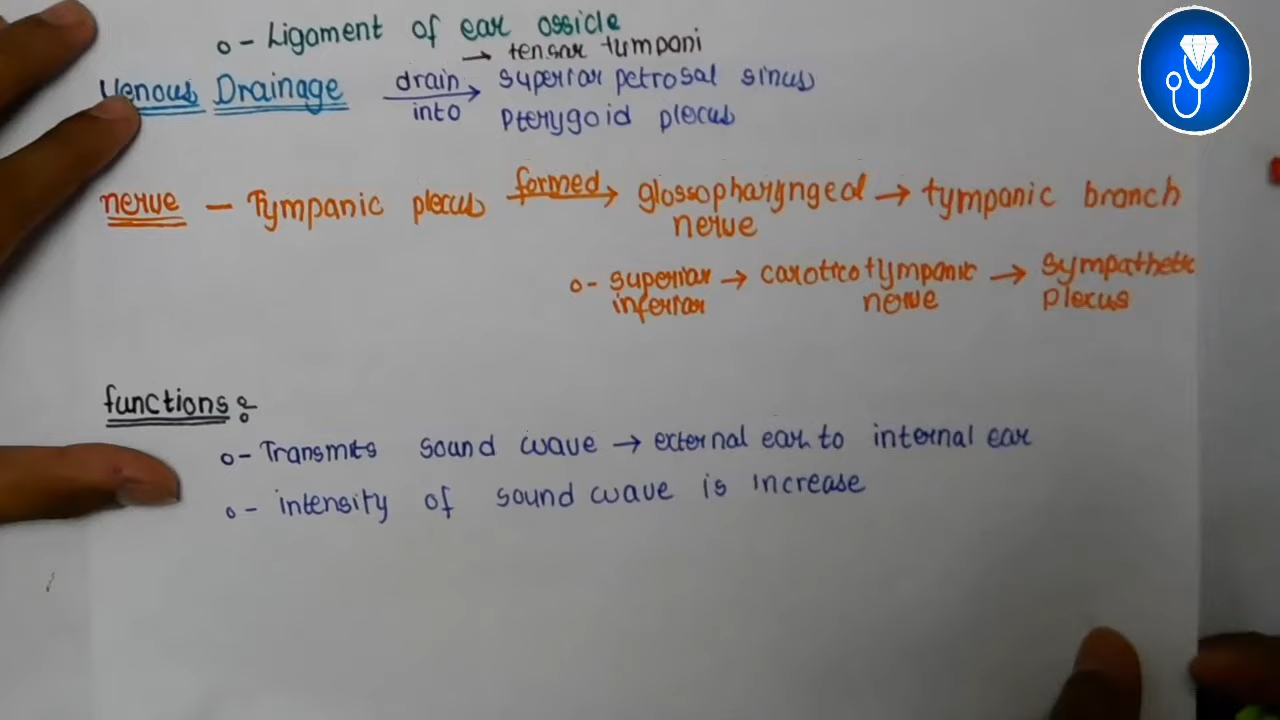 o- Ligament of ear ossicle
→ tensar tympani
Venous Drainage drain into → superior petrosal sinus
pterygoid plexus
nerve - Tympanic plexus formed → glossopharyngeal nerve → tympanic branch
o- superior inferior → carotico tympanic nerve → sympathetic plexus
functions :
o- Transmits sound wave → external ear to internal ear
o- intensity of sound wave is increase